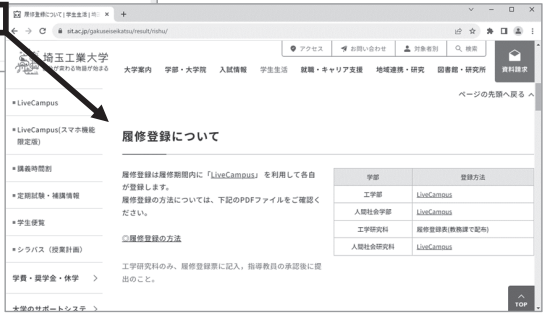 履修登録について | 学生生活 | 埼
sit.ac.jp/gakuseiseikatsu/result/rishu/
アクセス
お問い合わせ
対象者別
検索
埼玉工業大学
が変わる物語が始まる
大学案内
学部・大学院
入試情報
学生生活
就職・キャリア支援
地域連携・研究
図書館・研究所
資料請求
ページの先頭へ戻る
LiveCampus
LiveCampus(スマホ機能
限定版)
講義時間割
定期試験・補講情報
学生便覧
シラバス（授業計画）
学費・奨学金・休学
大学のサポートシステ
履修登録について
履修登録は履修期間内に「LiveCampus」 を利用して各自
が登録します。
履修登録の方法については、下記のPDFファイルをご確認く
ださい。
◎履修登録の方法
工学研究科のみ、履修登録票に記入，指導教員の承認後に提
出のこと。
学部 登録方法
工学部 LiveCampus
人間社会学部 LiveCampus
工学研究科 履修登録表(教務課で配布)
人間社会研究科 LiveCampus
TOP